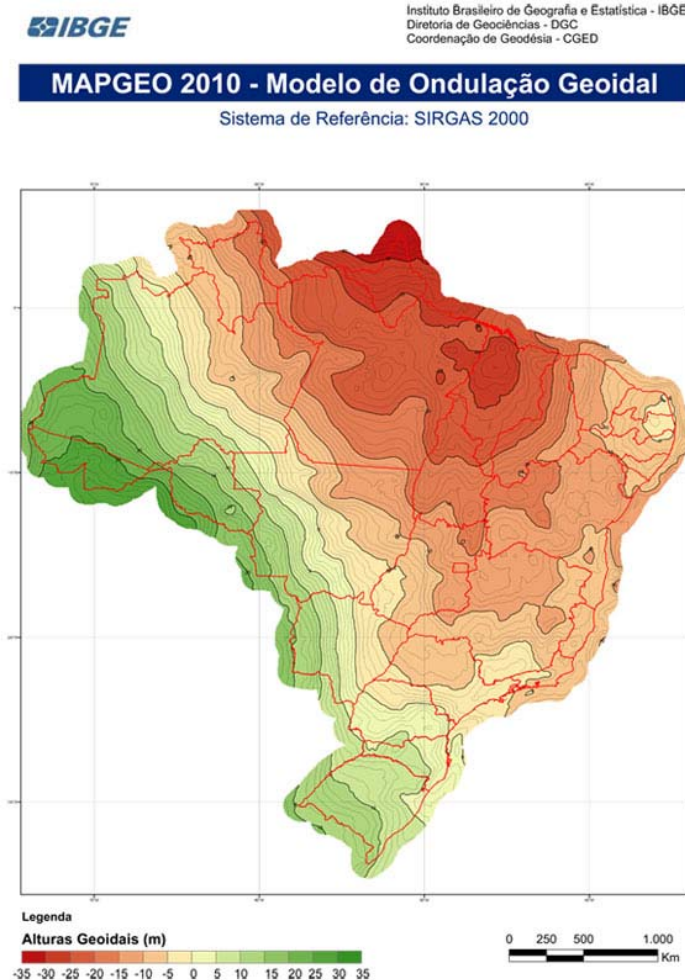 IBGE
Instituto Brasileiro de Geografia e Estatística - IBGE
Diretoria de Geociências - DGC
Coordenação de Geodésia - CGED
MAPGEO 2010 - Modelo de Ondulação Geoidal
Sistema de Referência: SIRGAS 2000
Legenda
Alturas Geoidais (m)
-35 -30 -25 -20 -15 -10 -5 0 5 10 15 20 25 30 35
0 250 500 1.000
Km